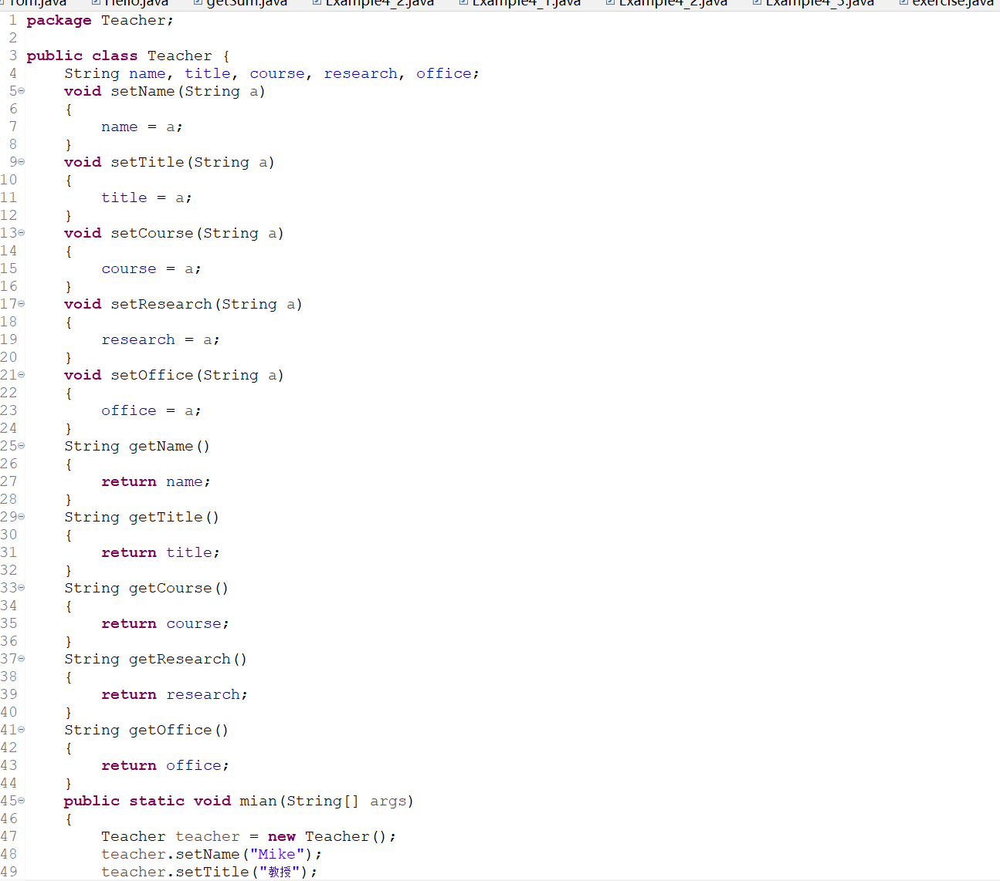 Tom.java Hello.java getSum.java Example4_2.java Example4_1.java Example4_2.java Example4_3.java exercise.java
1 package Teacher;
2
3 public class Teacher {
4 String name, title, course, research, office;
5 void setName(String a)
6 {
7 name = a;
8 }
9 void setTitle(String a)
10 {
11 title = a;
12 }
13 void setCourse(String a)
14 {
15 course = a;
16 }
17 void setResearch(String a)
18 {
19 research = a;
20 }
21 void setOffice(String a)
22 {
23 office = a;
24 }
25 String getName()
26 {
27 return name;
28 }
29 String getTitle()
30 {
31 return title;
32 }
33 String getCourse()
34 {
35 return course;
36 }
37 String getResearch()
38 {
39 return research;
40 }
41 String getOffice()
42 {
43 return office;
44 }
45 public static void mian(String[] args)
46 {
47 Teacher teacher = new Teacher();
48 teacher.setName("Mike");
49 teacher.setTitle("教授");